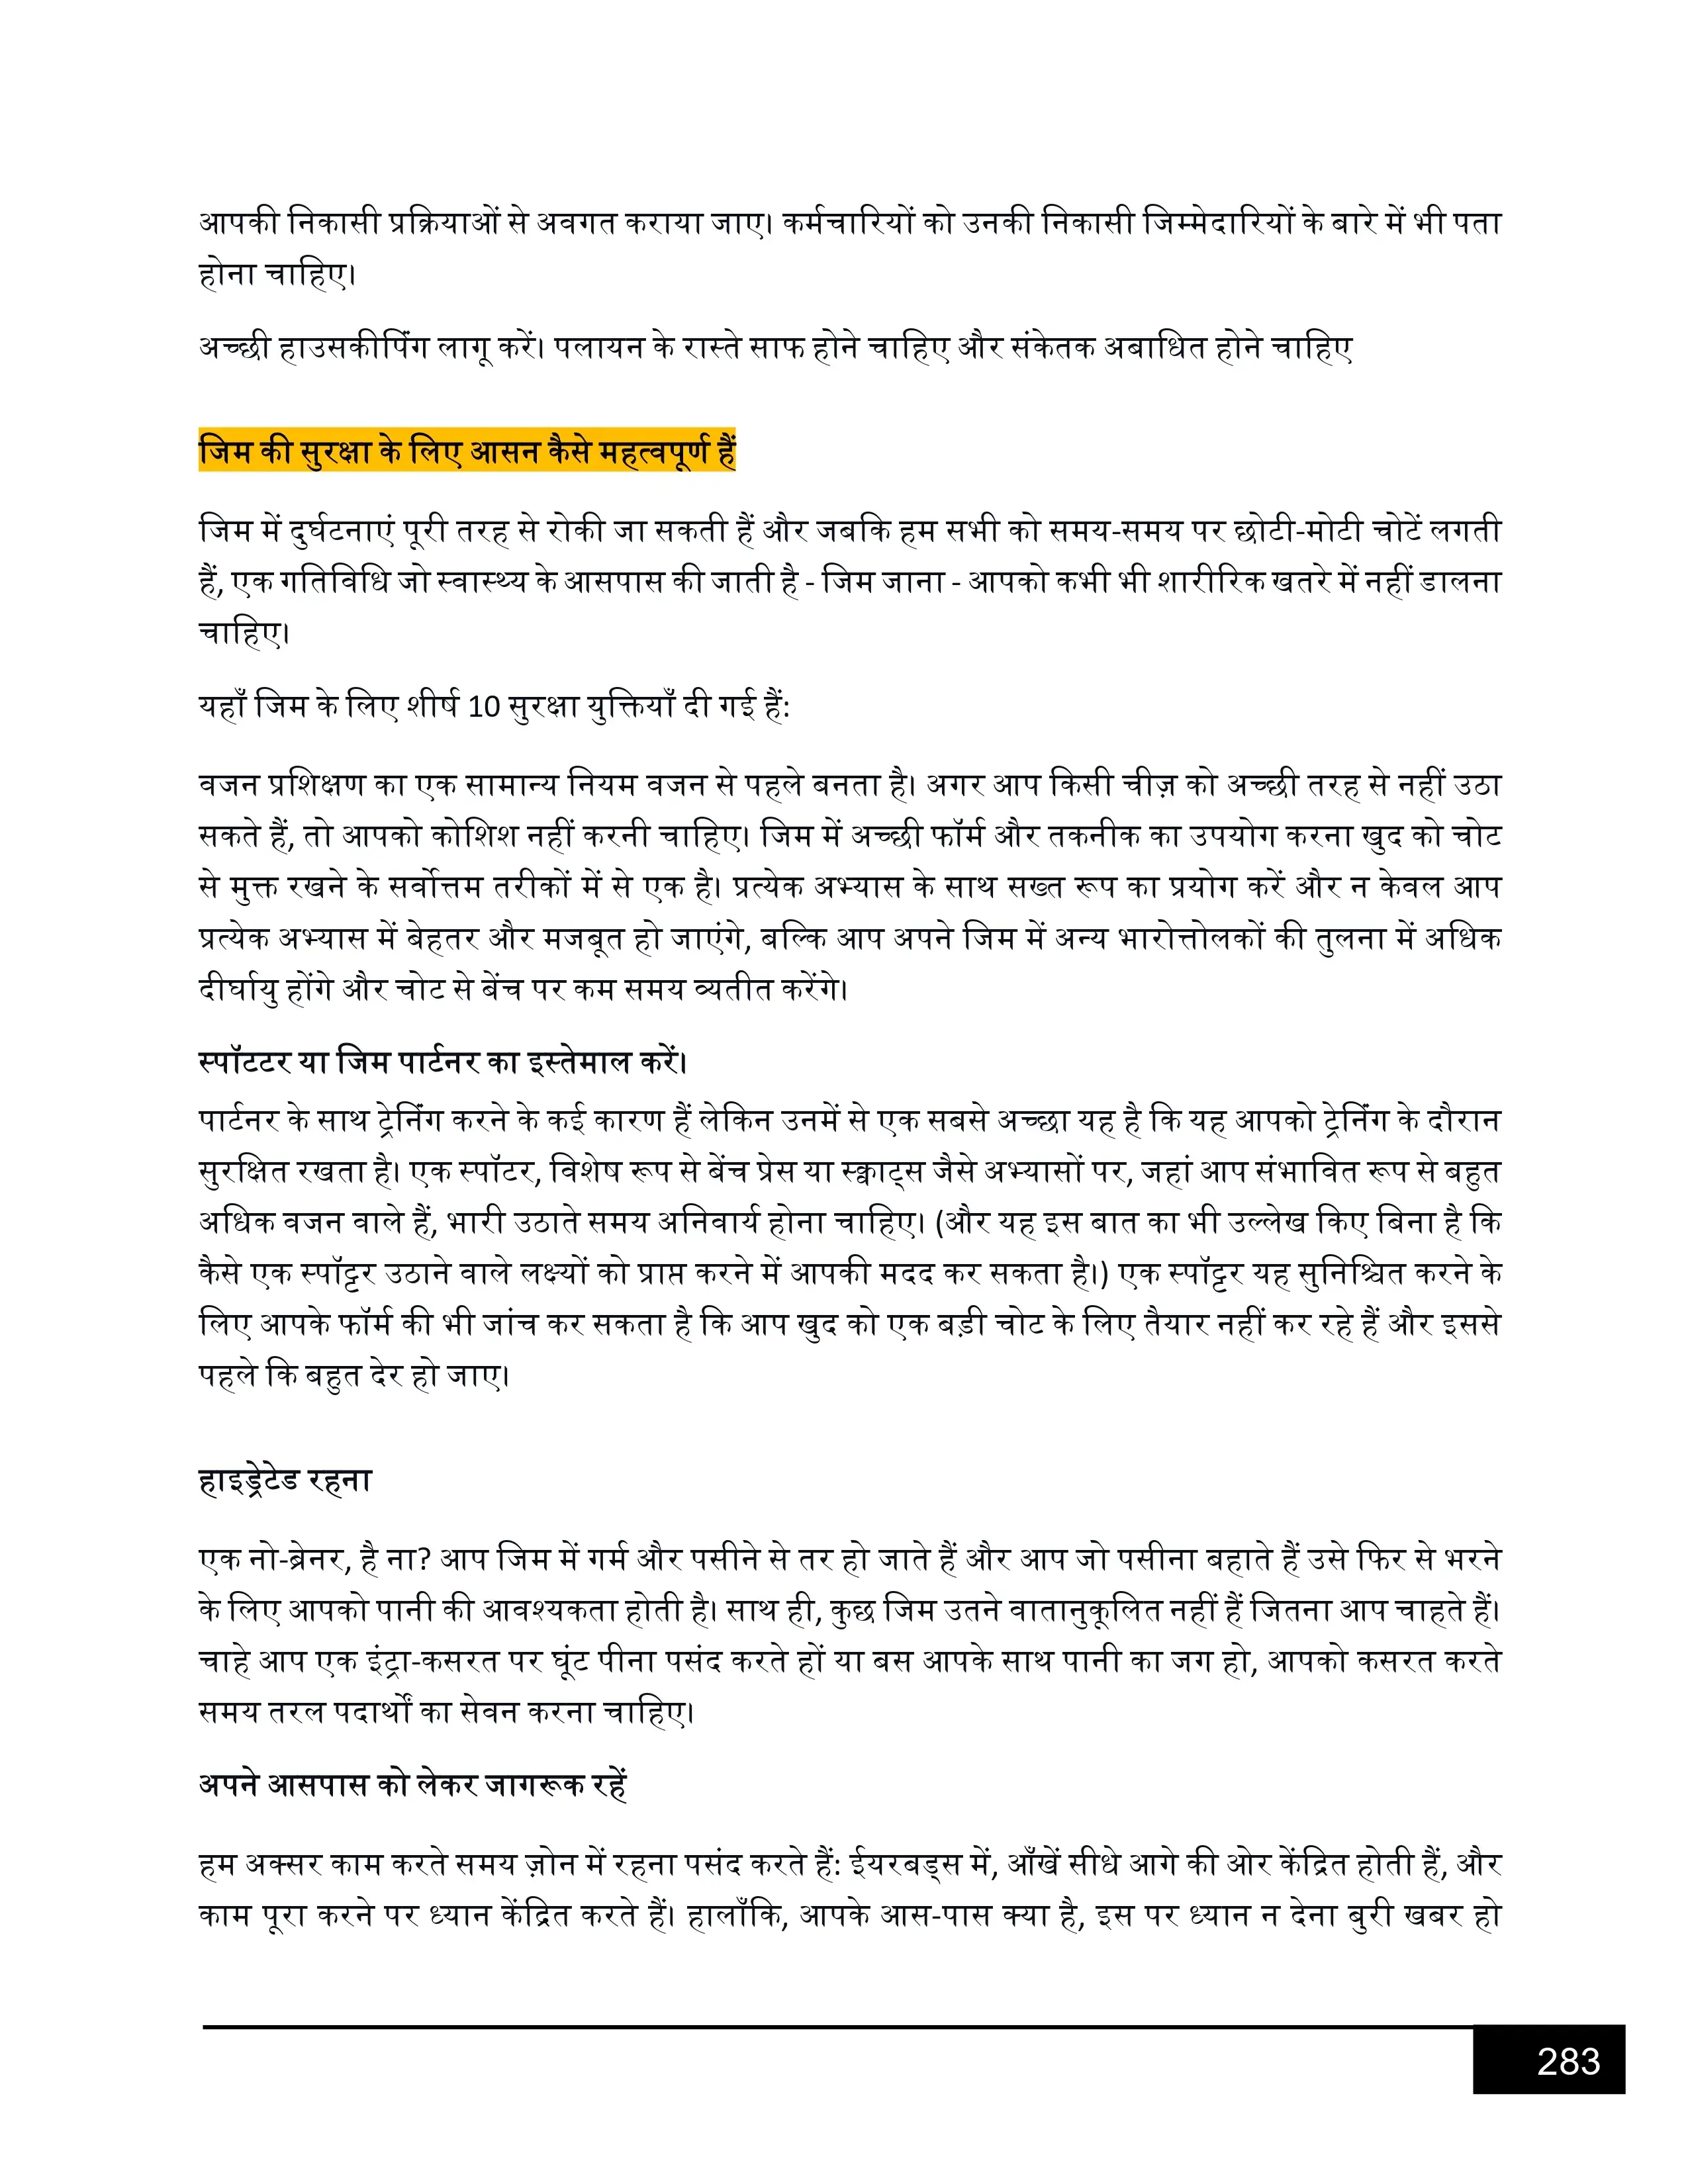 आपकी निकासी प्रक्रियाओं से अवगत कराया जाए। कर्मचारियों को उनकी निकासी जिम्मेदारियों के बारे में भी पता
होना चाहिए।
अच्छी हाउसकीपिंग लागू करें। पलायन के रास्ते साफ होने चाहिए और संकेतक अबाधित होने चाहिए
जिम की सुरक्षा के लिए आसन कैसे महत्वपूर्ण हैं
जिम में दुर्घटनाएं पूरी तरह से रोकी जा सकती हैं और जबकि हम सभी को समय-समय पर छोटी-मोटी चोटें लगती
हैं, एक गतिविधि जो स्वास्थ्य के आसपास की जाती है - जिम जाना - आपको कभी भी शारीरिक खतरे में नहीं डालना
चाहिए।
यहाँ जिम के लिए शीर्ष 10 सुरक्षा युक्तियाँ दी गई हैं:
वजन प्रशिक्षण का एक सामान्य नियम वजन से पहले बनता है। अगर आप किसी चीज़ को अच्छी तरह से नहीं उठा
सकते हैं, तो आपको कोशिश नहीं करनी चाहिए। जिम में अच्छी फॉर्म और तकनीक का उपयोग करना खुद को चोट
से मुक्त रखने के सर्वोत्तम तरीकों में से एक है। प्रत्येक अभ्यास के साथ सख्त रूप का प्रयोग करें और न केवल आप
प्रत्येक अभ्यास में बेहतर और मजबूत हो जाएंगे, बल्कि आप अपने जिम में अन्य भारोत्तोलकों की तुलना में अधिक
दीर्घायु होंगे और चोट से बेंच पर कम समय व्यतीत करेंगे।
स्पॉटटर या जिम पार्टनर का इस्तेमाल करें।
पार्टनर के साथ ट्रेनिंग करने के कई कारण हैं लेकिन उनमें से एक सबसे अच्छा यह है कि यह आपको ट्रेनिंग के दौरान
सुरक्षित रखता है। एक स्पॉटर, विशेष रूप से बेंच प्रेस या स्क्वाट्स जैसे अभ्यासों पर, जहां आप संभावित रूप से बहुत
अधिक वजन वाले हैं, भारी उठाते समय अनिवार्य होना चाहिए। (और यह इस बात का भी उल्लेख किए बिना है कि
कैसे एक स्पॉट्टर उठाने वाले लक्ष्यों को प्राप्त करने में आपकी मदद कर सकता है।) एक स्पॉट्टर यह सुनिश्चित करने के
लिए आपके फॉर्म की भी जांच कर सकता है कि आप खुद को एक बड़ी चोट के लिए तैयार नहीं कर रहे हैं और इससे
पहले कि बहुत देर हो जाए।
हाइड्रेटेड रहना
एक नो-ब्रेनर, है ना? आप जिम में गर्म और पसीने से तर हो जाते हैं और आप जो पसीना बहाते हैं उसे फिर से भरने
के लिए आपको पानी की आवश्यकता होती है। साथ ही, कुछ जिम उतने वातानुकूलित नहीं हैं जितना आप चाहते हैं।
चाहे आप एक इंट्रा-कसरत पर घूंट पीना पसंद करते हों या बस आपके साथ पानी का जग हो, आपको कसरत करते
समय तरल पदार्थों का सेवन करना चाहिए।
अपने आसपास को लेकर जागरूक रहें
हम अक्सर काम करते समय ज़ोन में रहना पसंद करते हैं: ईयरबड्स में, आँखें सीधे आगे की ओर केंद्रित होती हैं, और
काम पूरा करने पर ध्यान केंद्रित करते हैं। हालाँकि, आपके आस-पास क्या है, इस पर ध्यान न देना बुरी खबर हो
283